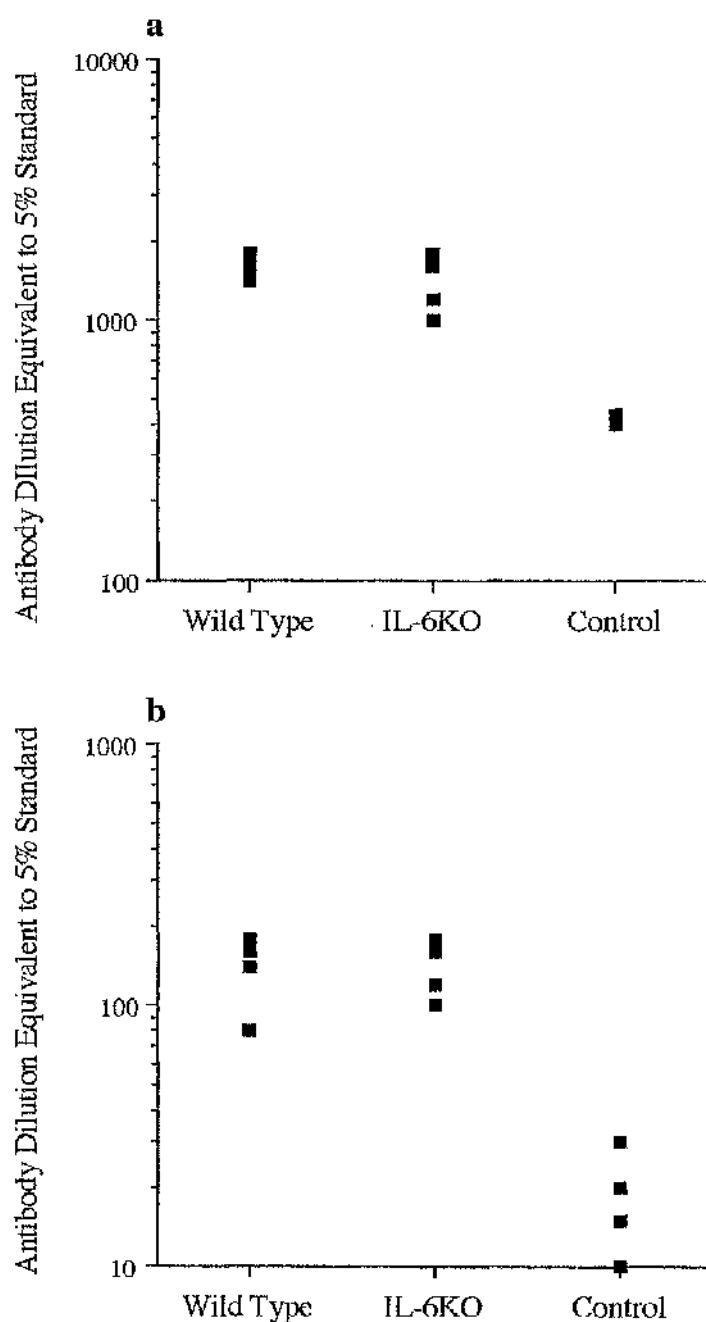 a
Antibody DIlution Equivalent to 5% Standard
10000
1000
100
Wild Type IL-6KO Control
b
Antibody Dilution Equivalent to 5% Standard
1000
100
10
Wild Type IL-6KO Control